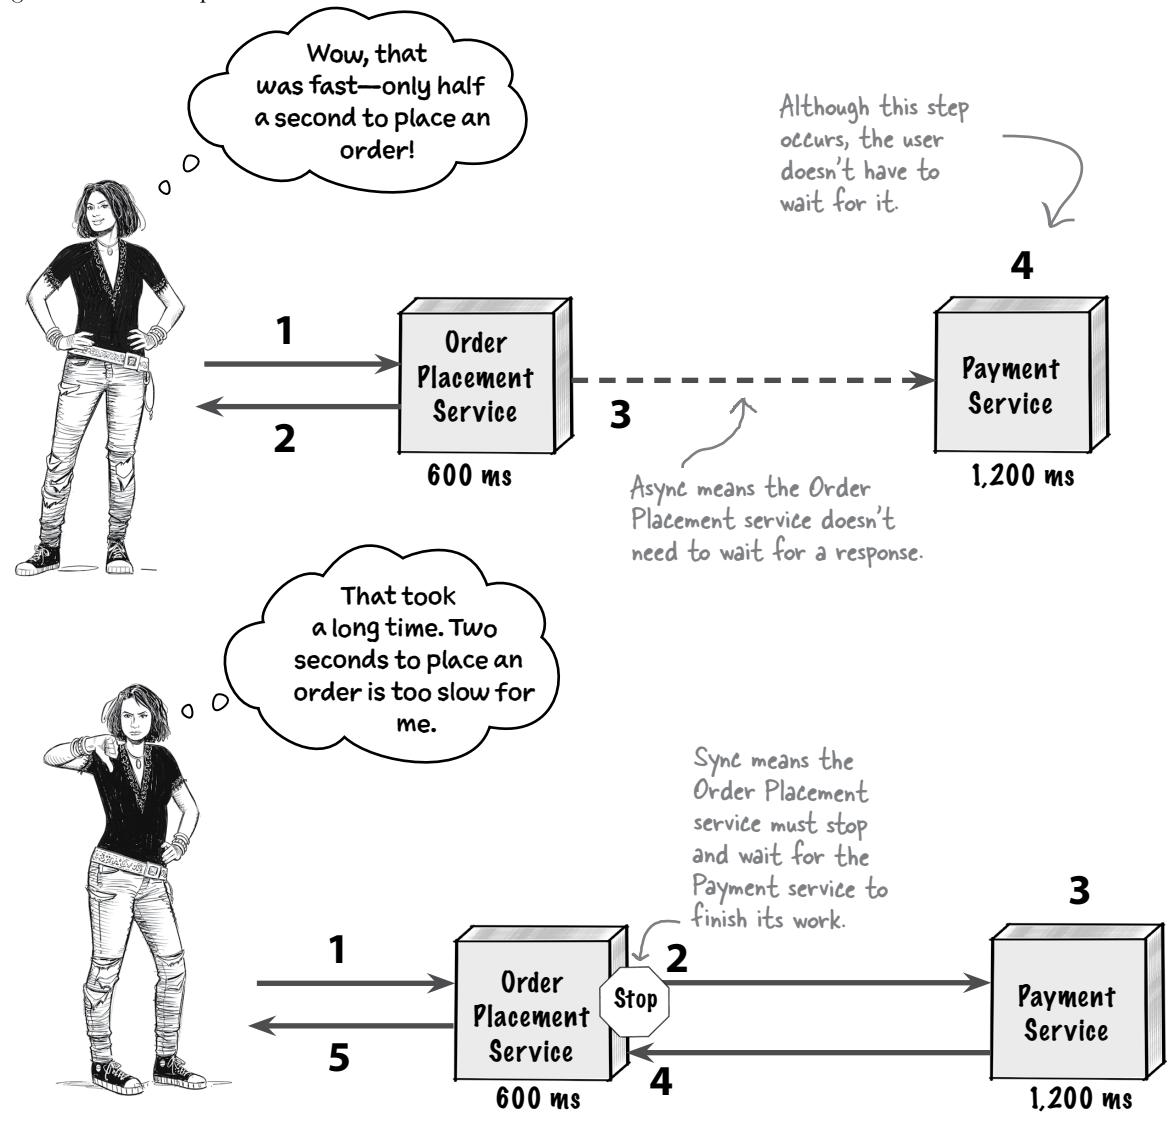 Wow, that
was fast—only half
a second to place an
order!
Although this step
occurs, the user
doesn't have to
wait for it.
4
1
Order
Placement
Service
Payment
Service
3
2
600 ms
1,200 ms
Async means the Order
Placement service doesn't
need to wait for a response.
That took
a long time. Two
seconds to place an
order is too slow for
me.
Sync means the
Order Placement
service must stop
and wait for the
Payment service to
finish its work.
3
1
2
Order
Placement
Service
Stop
Payment
Service
5
4
600 ms
1,200 ms